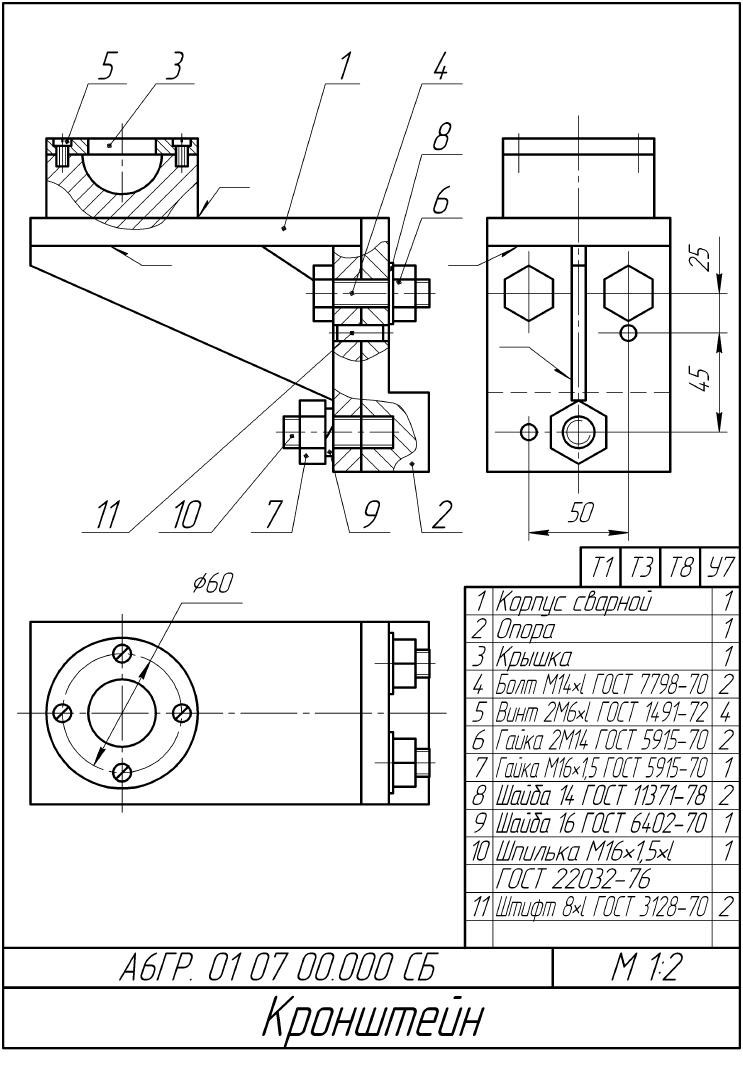 5 3 1 4
8
6
25
45
11 10 7 9 2
50
ϕ60
Т1 Т3 Т8 У7
1 Корпус сварной 1
2 Опора 1
3 Крышка 1
4 Болт М14×l ГОСТ 7798-70 2
5 Винт 2М6×l ГОСТ 1491-72 4
6 Гайка 2М14 ГОСТ 5915-70 2
7 Гайка М16×1,5 ГОСТ 5915-70 1
8 Шайба 14 ГОСТ 11371-78 2
9 Шайба 16 ГОСТ 6402-70 1
10 Шпилька М16×1,5×l 1
ГОСТ 22032-76
11 Штифт 8×l ГОСТ 3128-70 2
А6ГР. 01 07 00.000 СБ М 1:2
Кронштейн